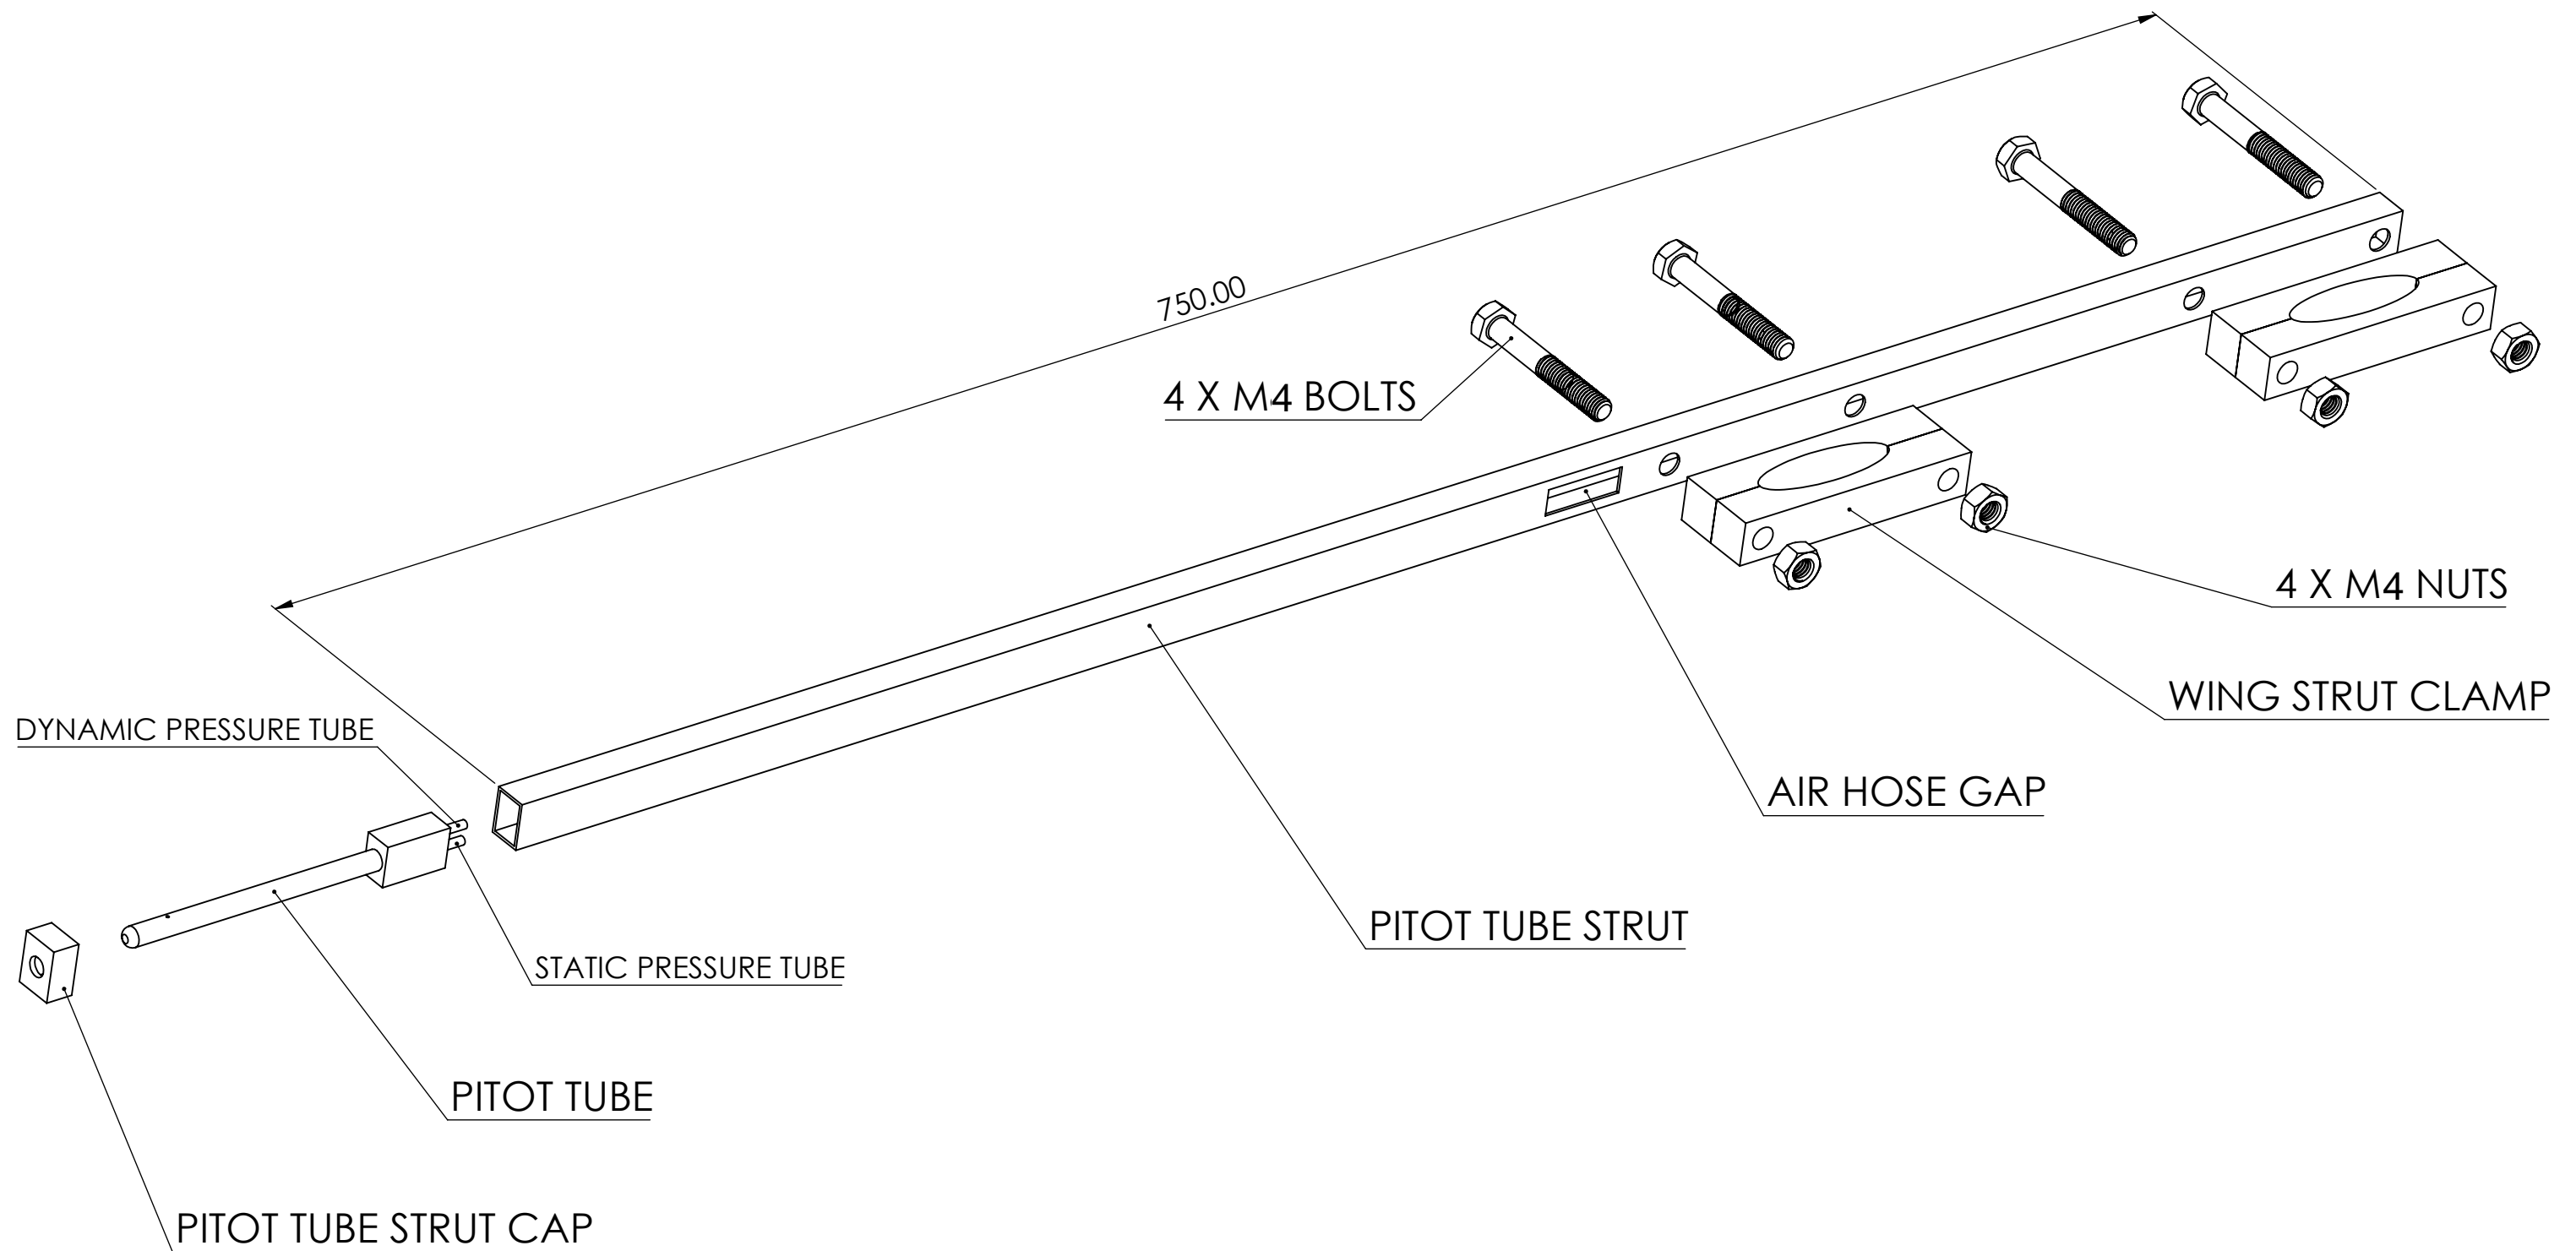 750.00
4 X M4 BOLTS
4 X M4 NUTS
WING STRUT CLAMP
DYNAMIC PRESSURE TUBE
AIR HOSE GAP
PITOT TUBE STRUT
STATIC PRESSURE TUBE
PITOT TUBE
PITOT TUBE STRUT CAP